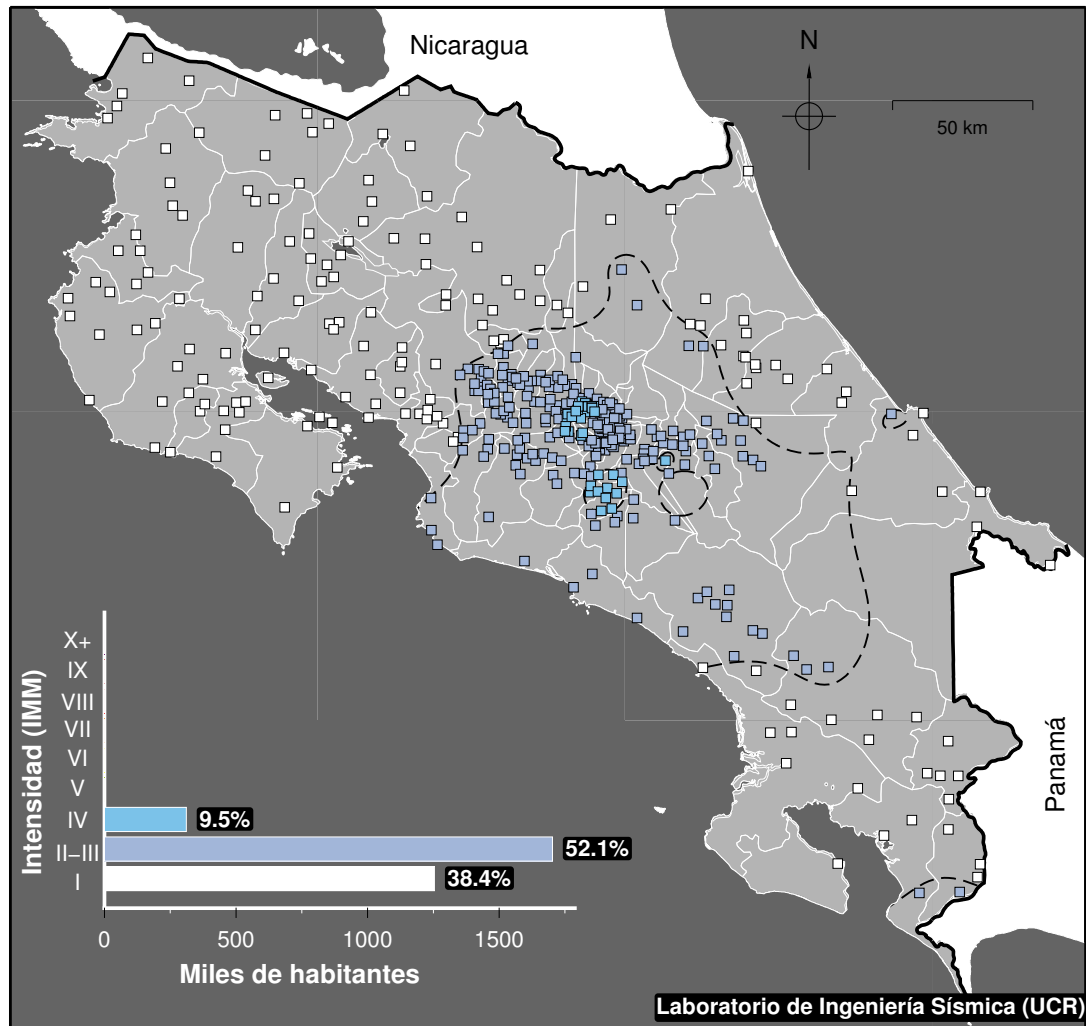 Nicaragua
N
50 km
Panamá
Intensidad (IMM)
X+
IX
VIII
VII
VI
V
IV
9.5%
II−III
52.1%
I
38.4%
0
500
1000
1500
Miles de habitantes
Laboratorio de Ingeniería Sísmica (UCR)